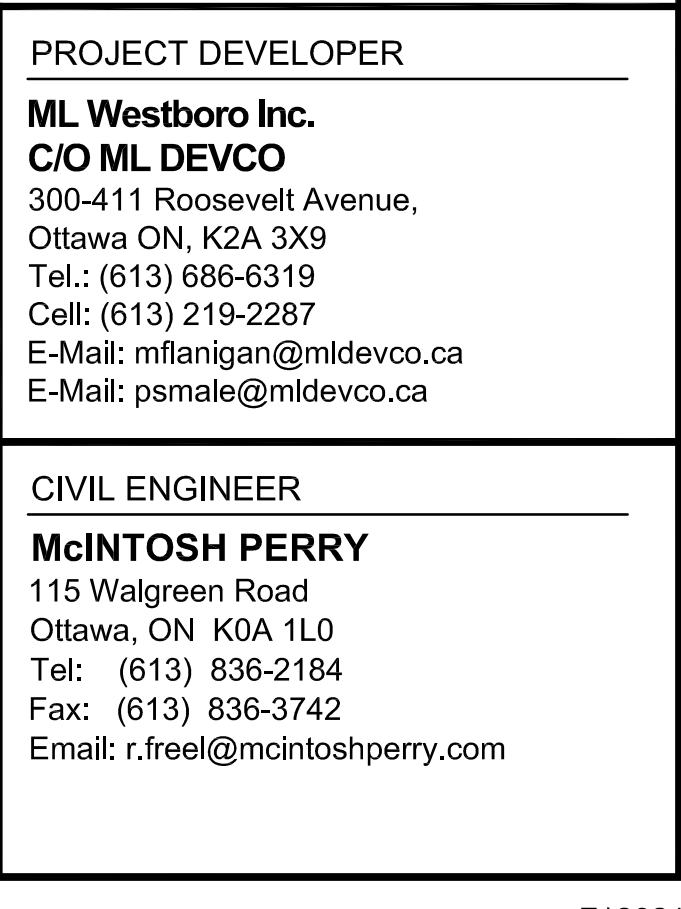 PROJECT DEVELOPER
ML Westboro Inc.
C/O ML DEVCO
300-411 Roosevelt Avenue,
Ottawa ON, K2A 3X9
Tel.: (613) 686-6319
Cell: (613) 219-2287
E-Mail: mflanigan@mldevco.ca
E-Mail: psmale@mldevco.ca
CIVIL ENGINEER
McINTOSH PERRY
115 Walgreen Road
Ottawa, ON K0A 1L0
Tel: (613) 836-2184
Fax: (613) 836-3742
Email: r.freel@mcintoshperry.com